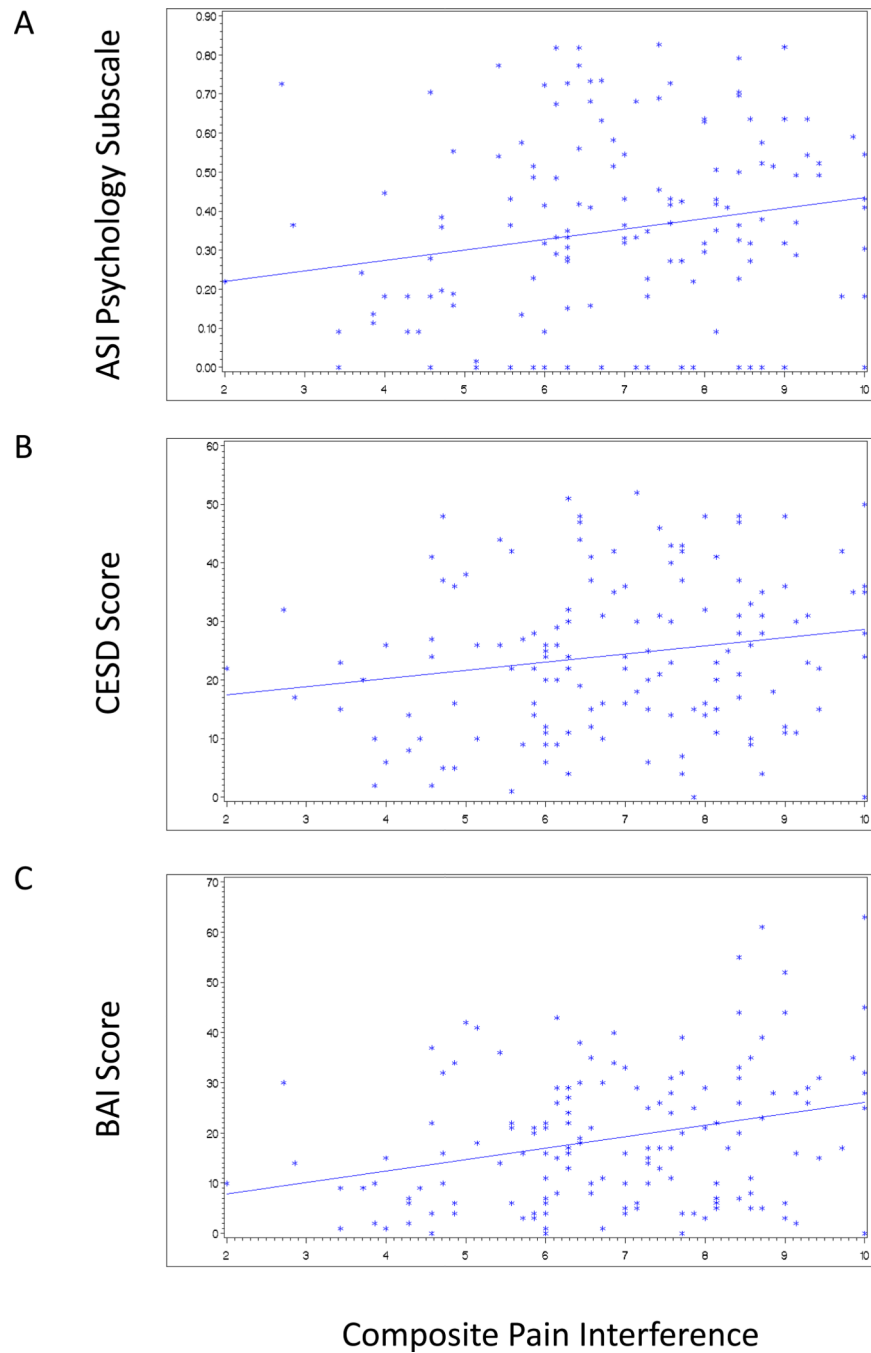 A
ASI Psychology Subscale
0.90
0.80
0.70
0.60
0.50
0.40
0.30
0.20
0.10
0.00
2 3 4 5 6 7 8 9 10
B
CESD Score
60
50
40
30
20
10
0
2 3 4 5 6 7 8 9 10
C
BAI Score
70
60
50
40
30
20
10
0
2 3 4 5 6 7 8 9 10
Composite Pain Interference